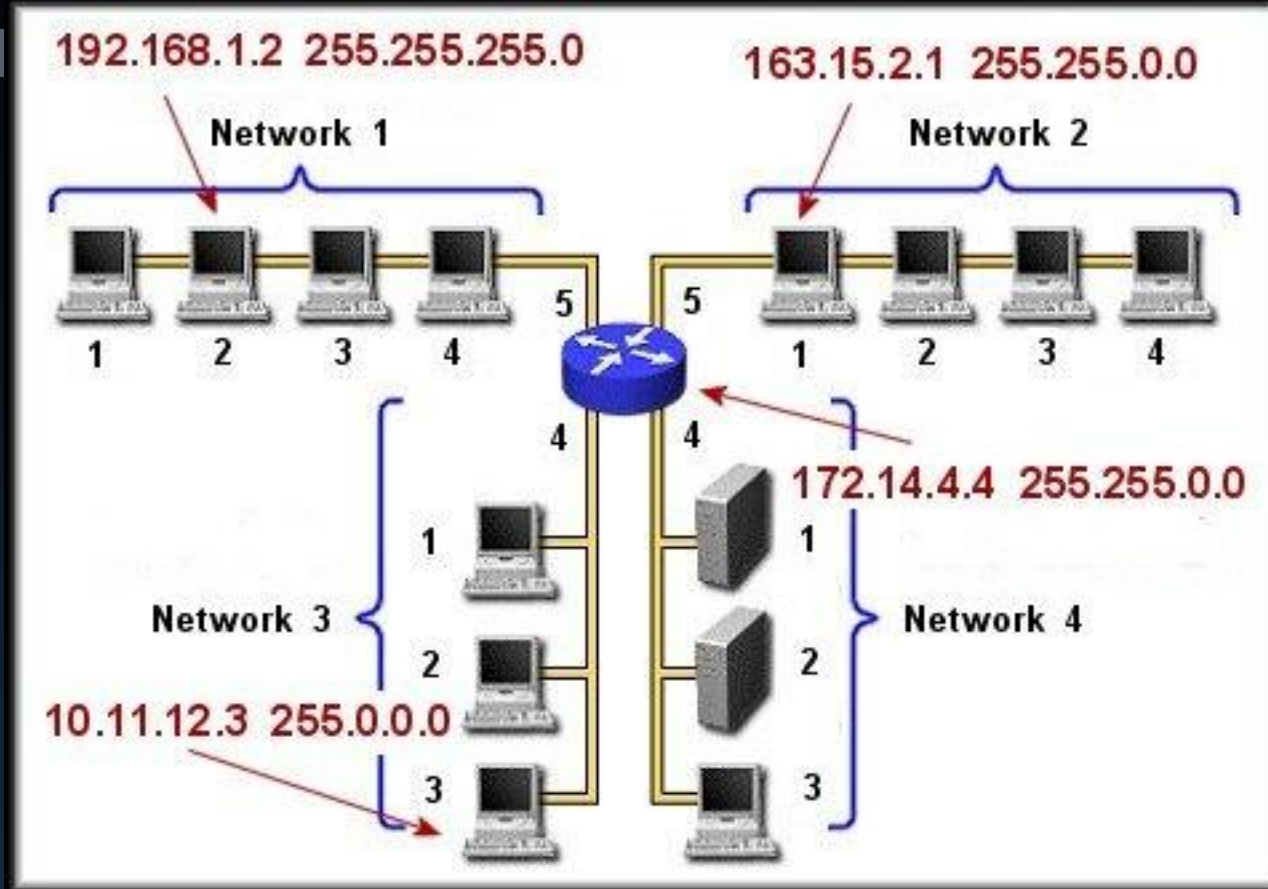 192.168.1.2 255.255.255.0
163.15.2.1 255.255.0.0
Network 1
Network 2
5 5
1 2 3 4
1 2 3 4
4 4
172.14.4.4 255.255.0.0
1
1
Network 3
Network 4
2
2
10.11.12.3 255.0.0.0
3
3